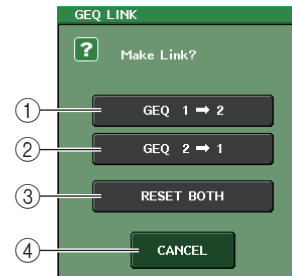 GEQ LINK
? Make Link?
① GEQ 1 ➡ 2
② GEQ 2 ➡ 1
③ RESET BOTH
④ CANCEL